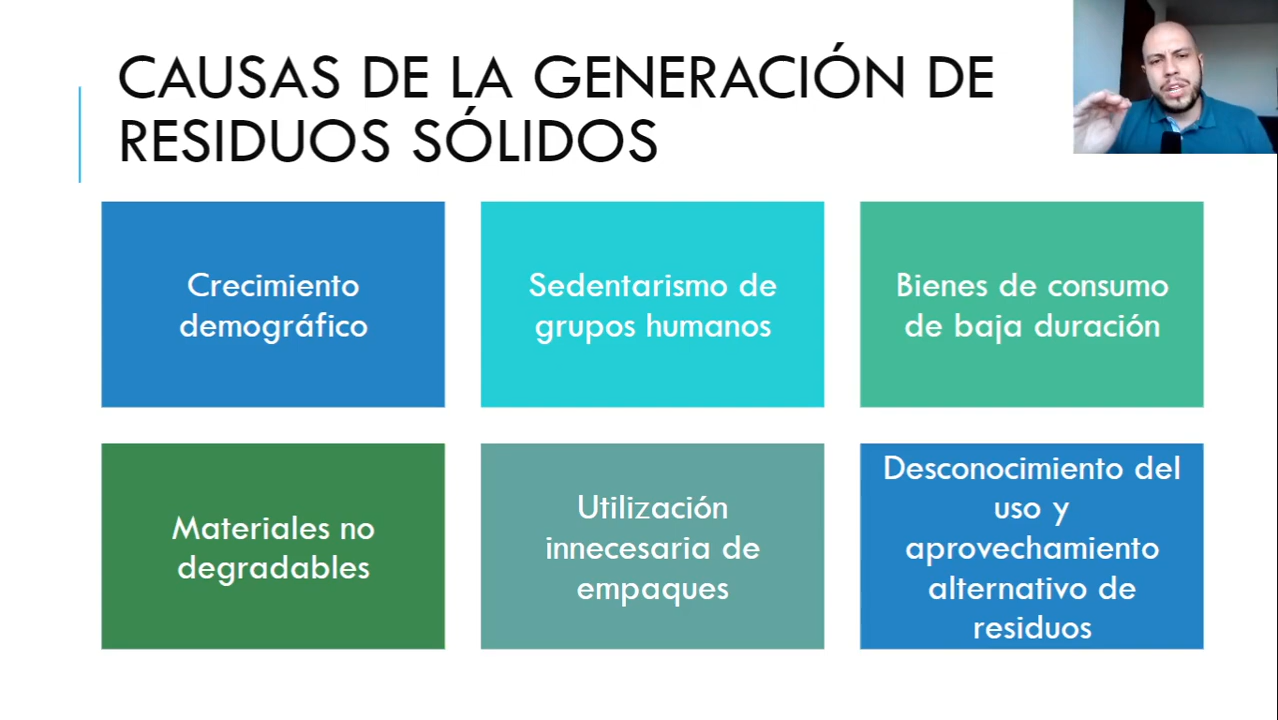 CAUSAS DE LA GENERACIÓN DE
RESIDUOS SÓLIDOS
Crecimiento
demográfico
Sedentarismo de
grupos humanos
Bienes de consumo
de baja duración
Materiales no
degradables
Utilización
innecesaria de
empaques
Desconocimiento del
uso y
aprovechamiento
alternativo de
residuos